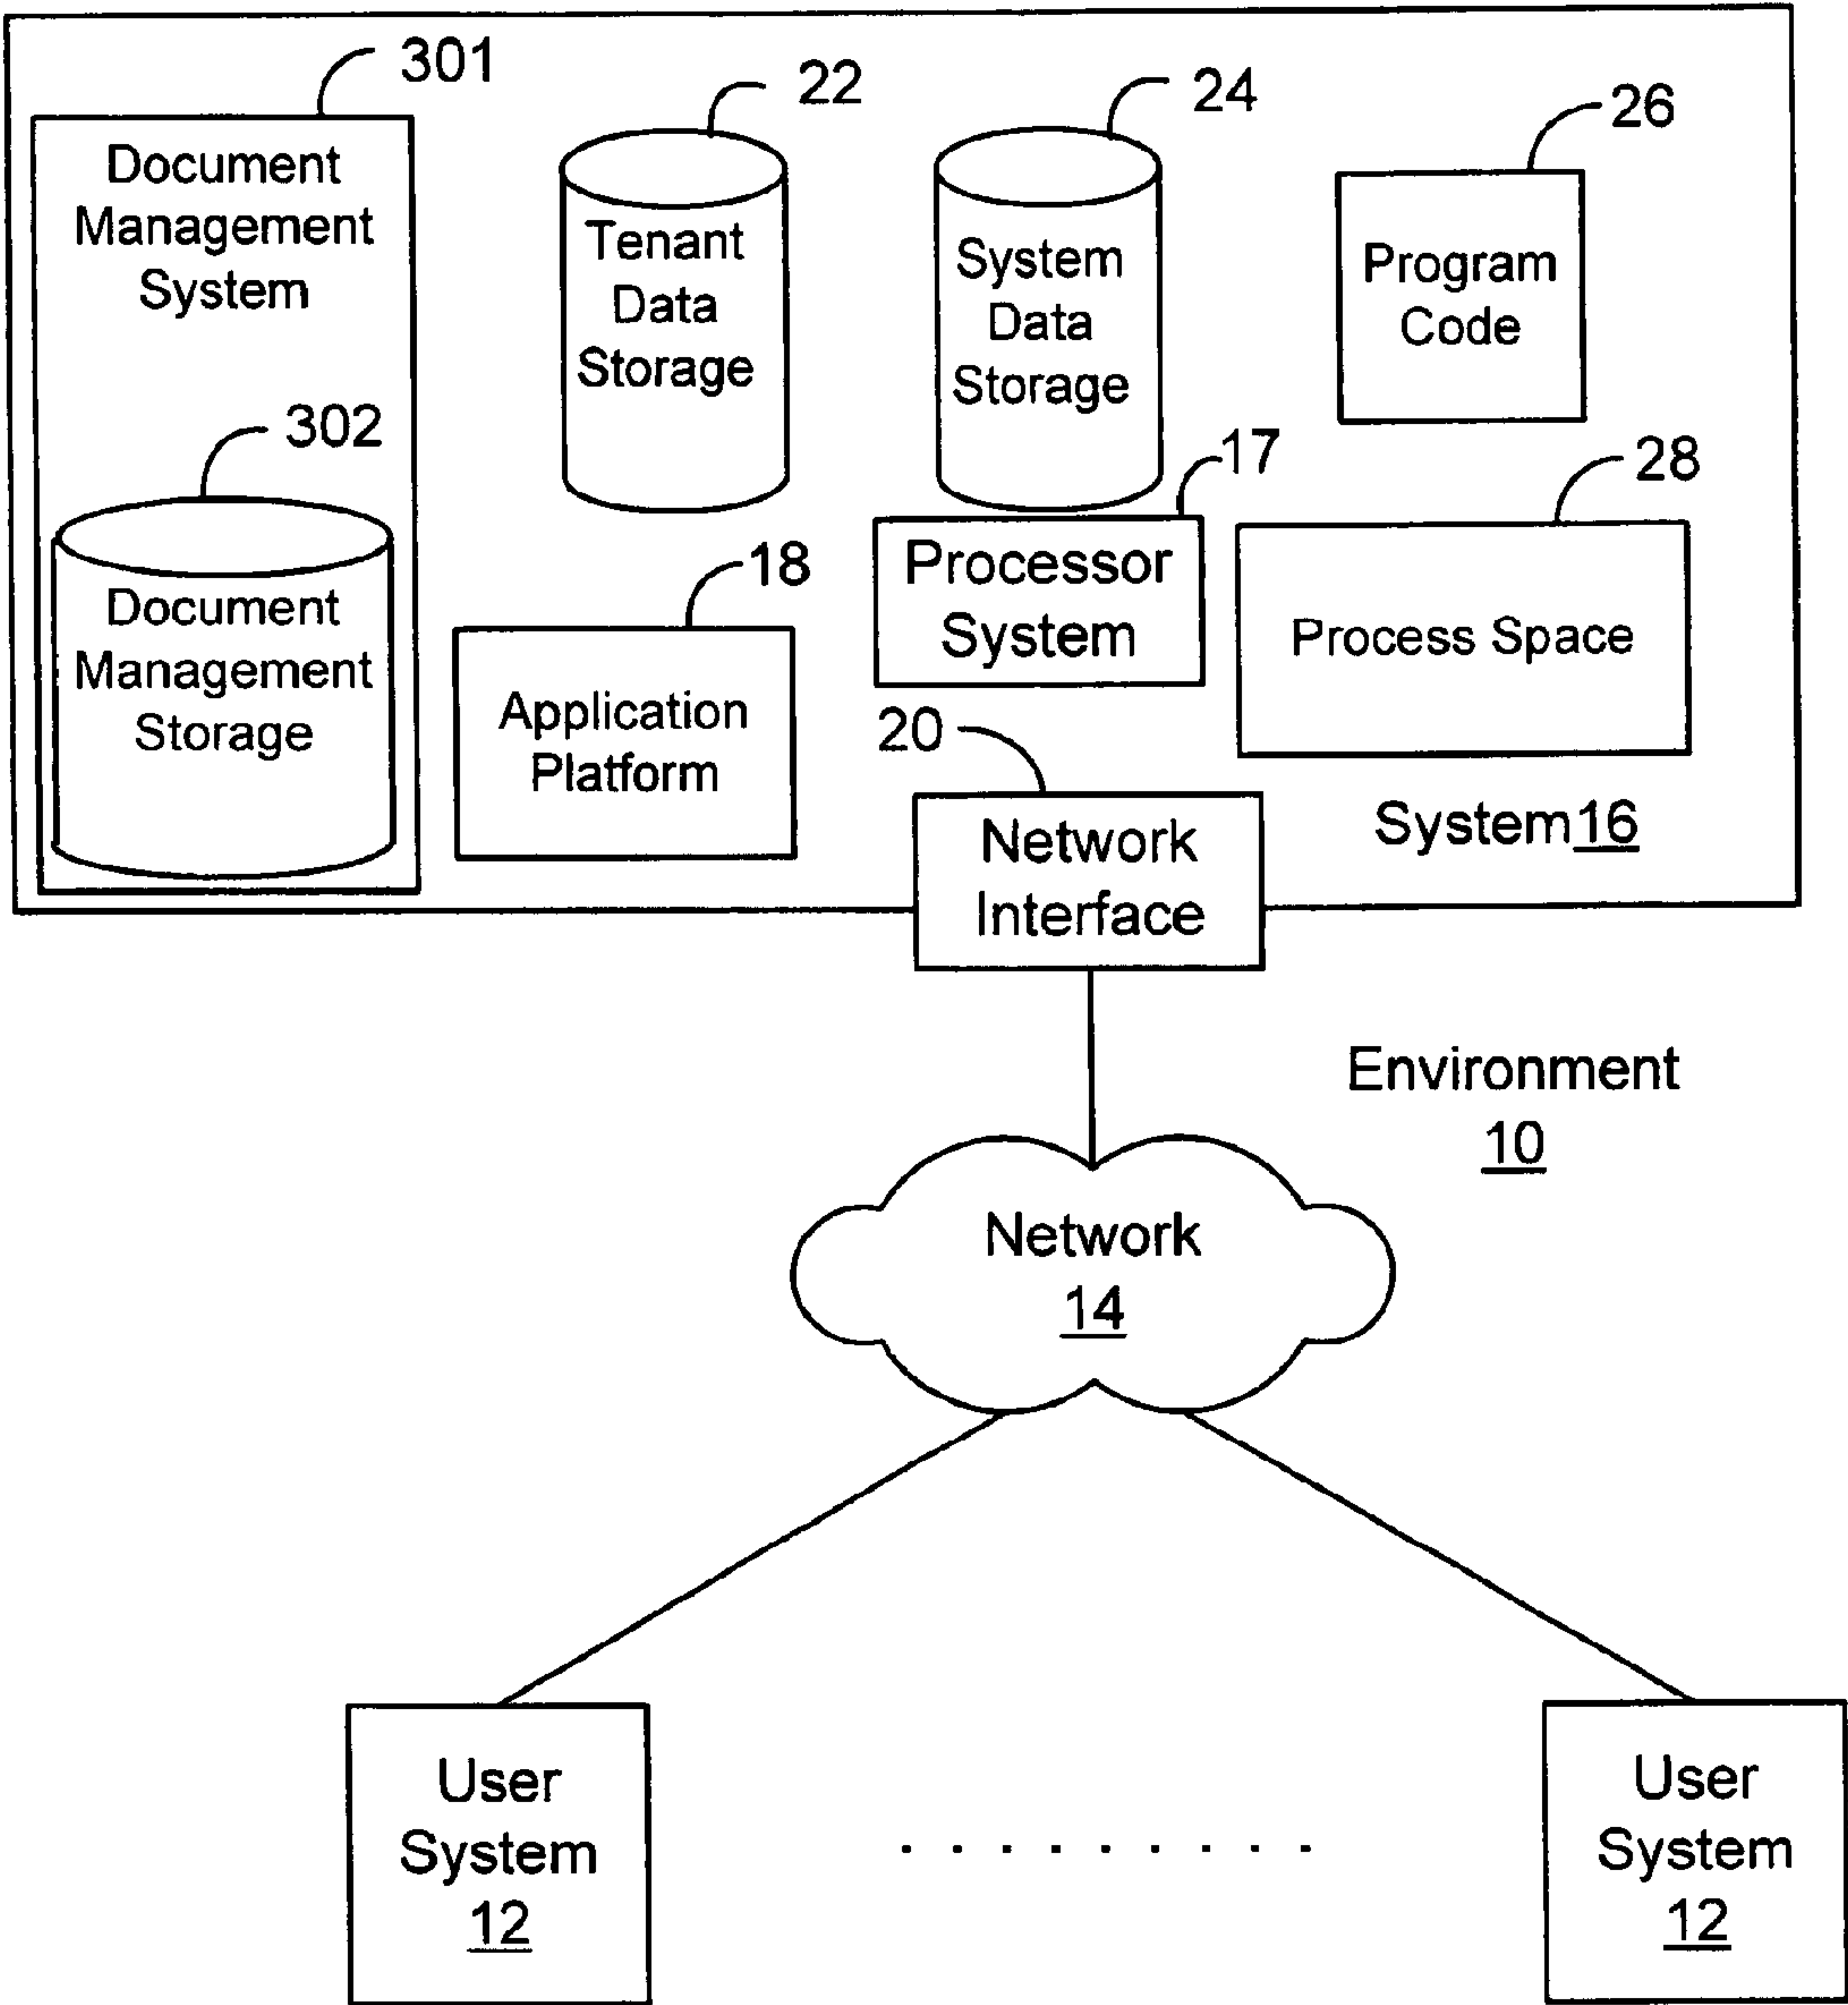 301
22
24
26
Document
Management
System
Tenant
Data
Storage
System
Data
Storage
Program
Code
302
17
28
Document
Management
Storage
18
Application
Platform
Processor
System
Process Space
20
Network
Interface
System 16
Environment
10
Network
14
User
System
12
. . . . . . . . .
User
System
12